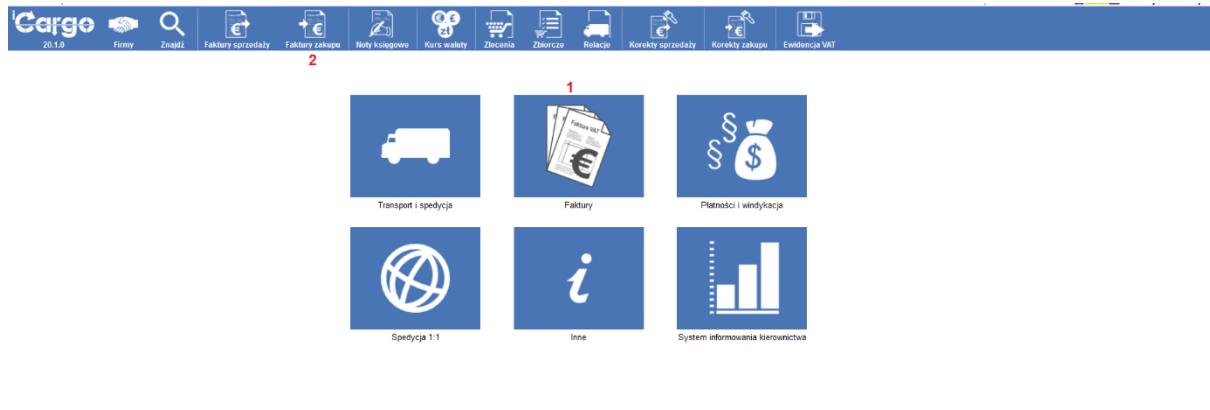 Cargo
20.1.0
Firmy
Znajdź
Faktury sprzedaży
Faktury zakupu
Noty księgowe
Kurs waluty
Zlecenia
Zbiorcze
Relacje
Korekty sprzedaży
Korekty zakupu
Ewidencja VAT
2
1
Faktura VAT
Transport i spedycja
Faktury
Płatności i windykacja
Spedycja 1:1
Inne
System informowania kierownictwa